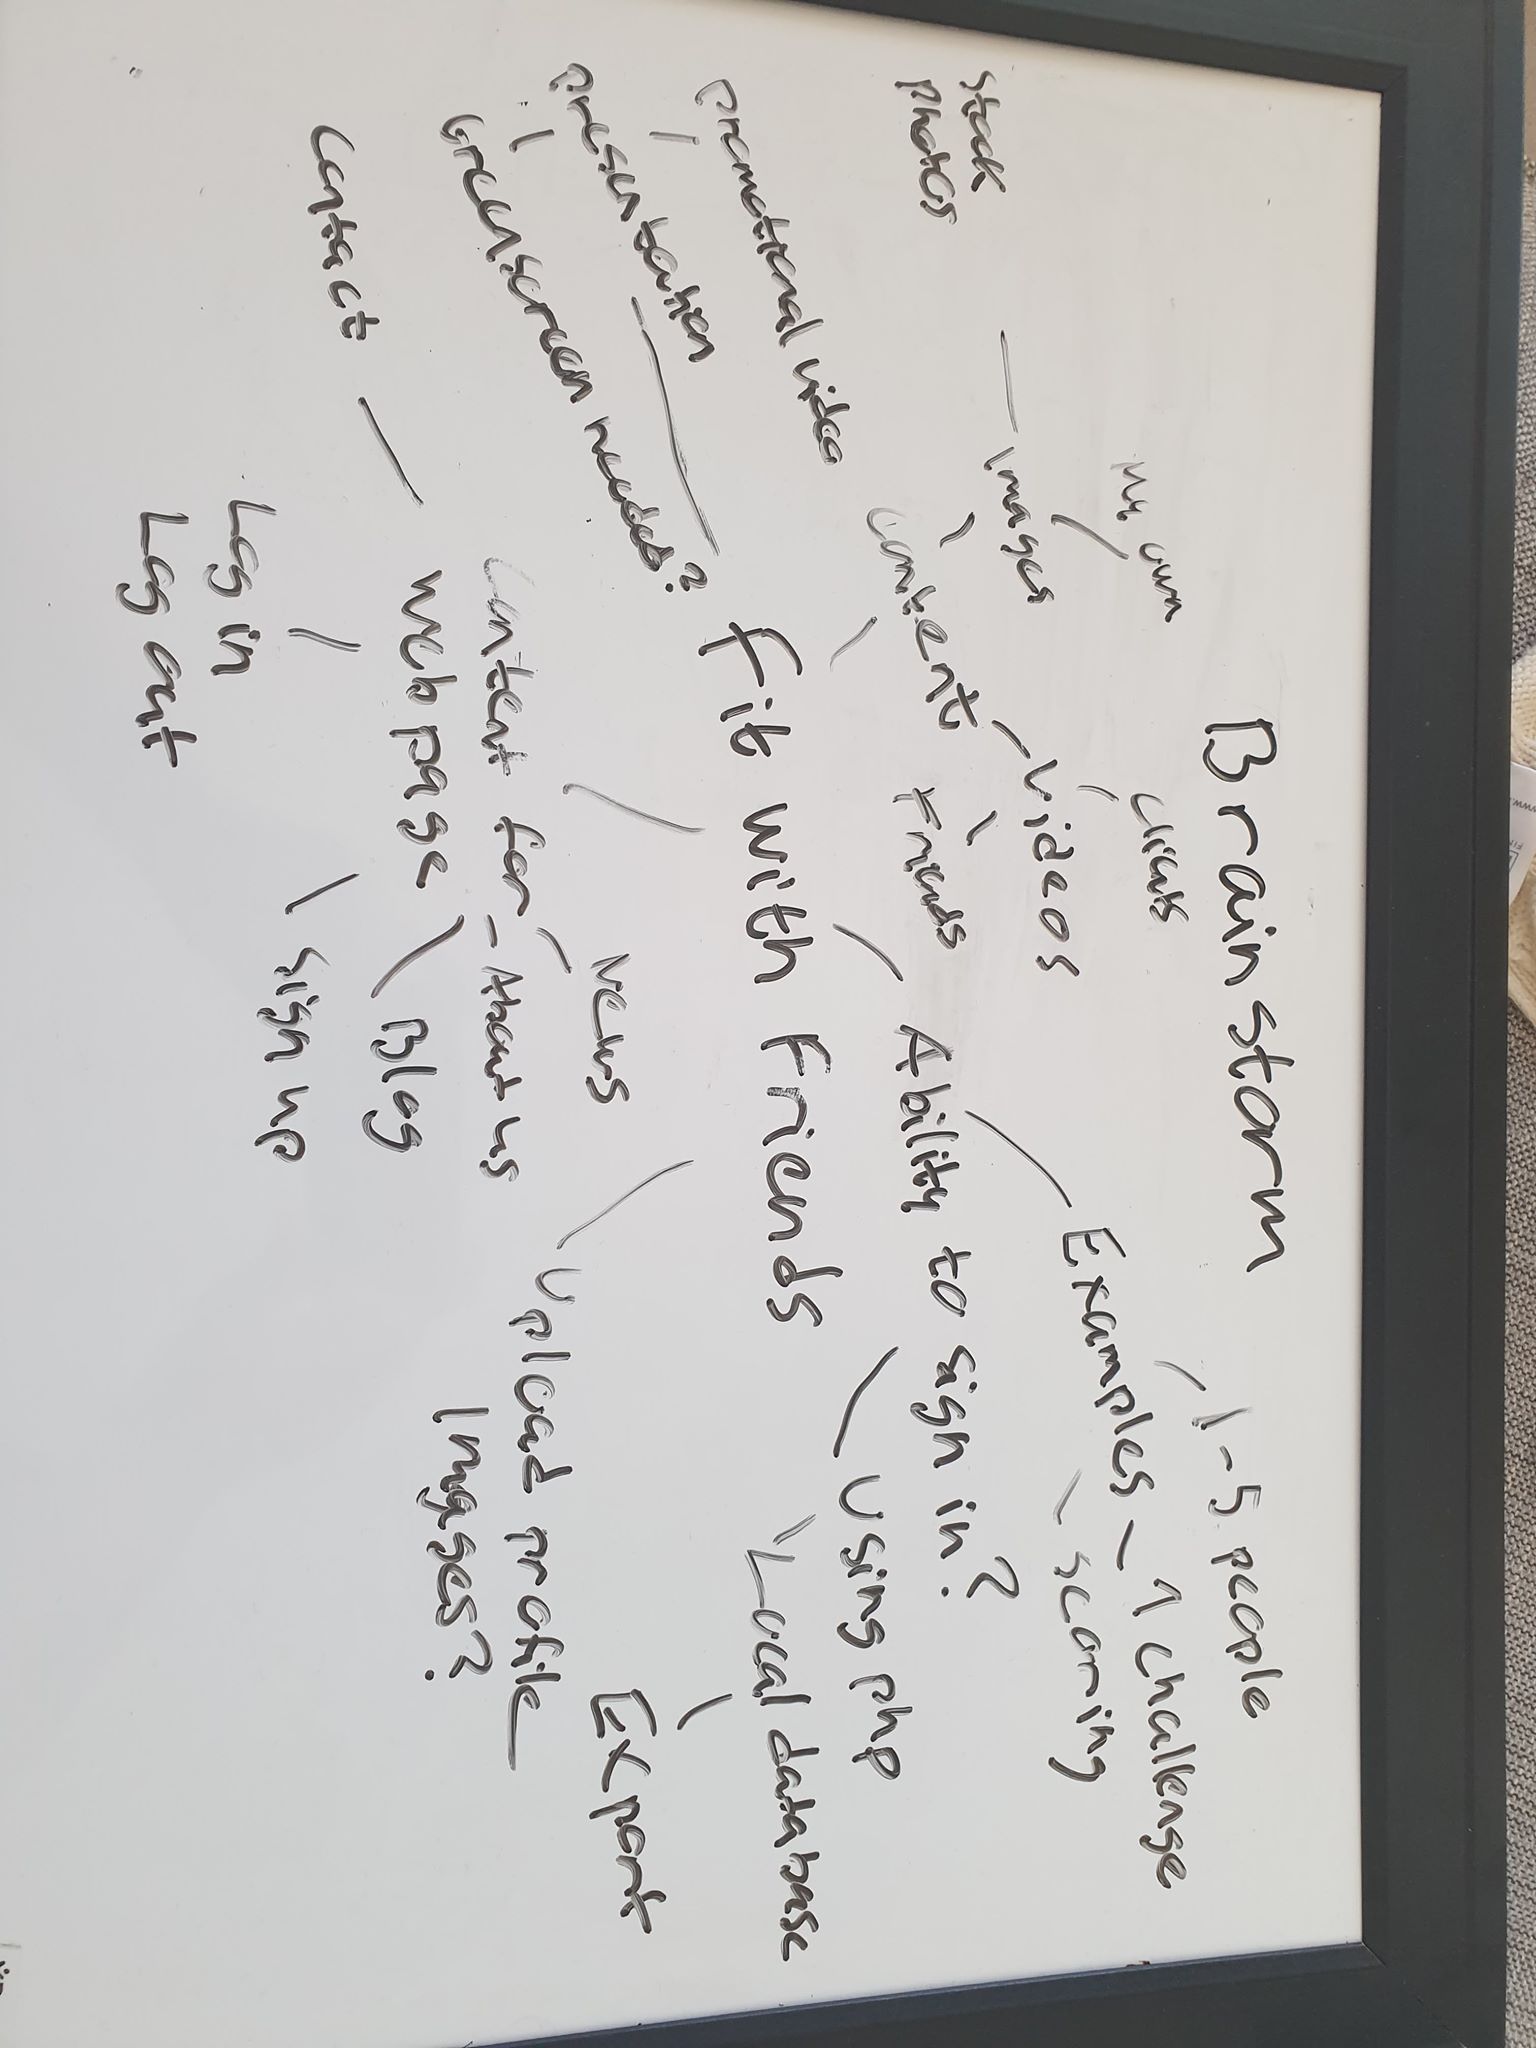 Brainstorm
1-5 people
My own
Clients
Examples
1 challenge
Scoring
Images
Videos
Stock
Photos
Content
Friends
Ability to sign in?
Using php
Promotional video
Fit with Friends
Local database
Presentation
Greenscreen needed?
Export
News
Content for
Webpage
About us
Upload profile
Images?
Blog
Contact
Sign up
Log in
Log out